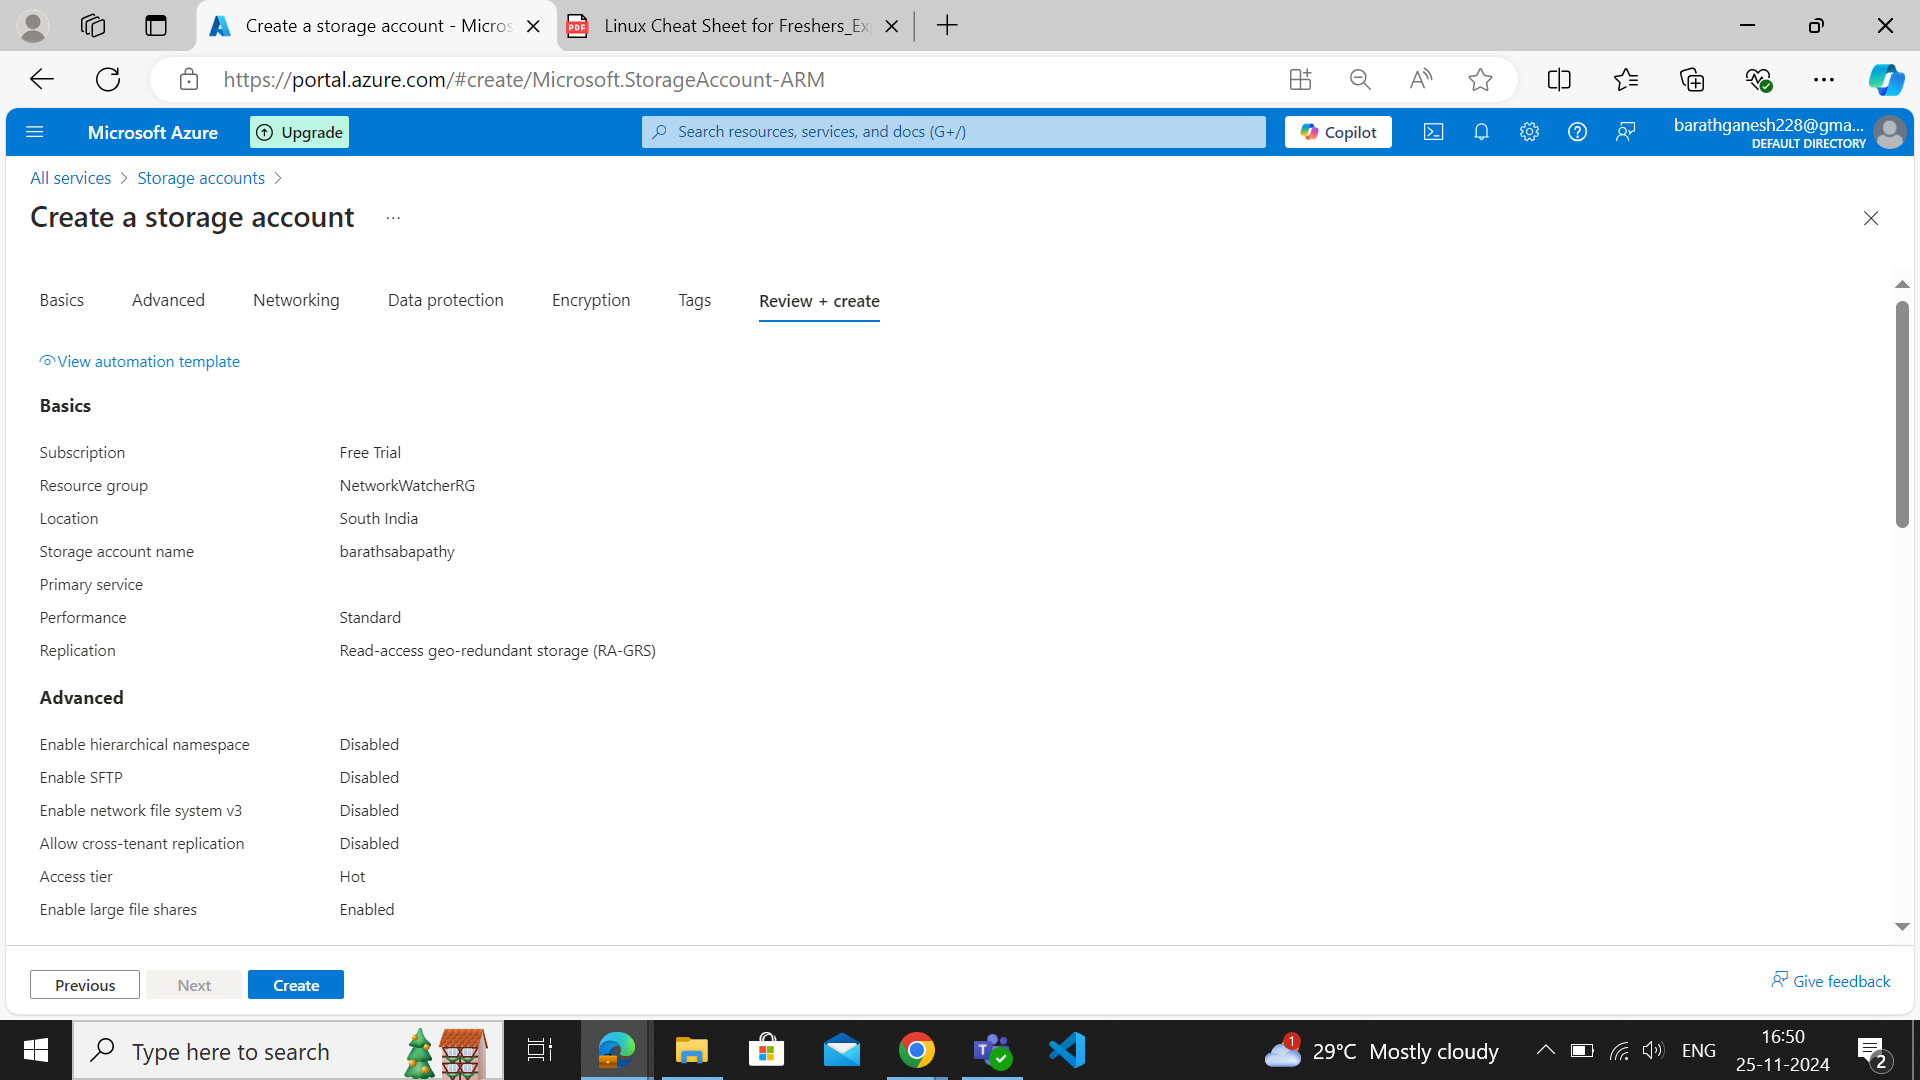 Create a storage account - Micros
Linux Cheat Sheet for Freshers_Ex
https://portal.azure.com/#create/Microsoft.StorageAccount-ARM
Microsoft Azure
Upgrade
Search resources, services, and docs (G+/)
Copilot
barathganesh228@gma...
DEFAULT DIRECTORY
All services > Storage accounts >
Create a storage account ...
Basics Advanced Networking Data protection Encryption Tags Review + create
View automation template
Basics
Subscription Free Trial
Resource group NetworkWatcherRG
Location South India
Storage account name barathsabapathy
Primary service
Performance Standard
Replication Read-access geo-redundant storage (RA-GRS)
Advanced
Enable hierarchical namespace Disabled
Enable SFTP Disabled
Enable network file system v3 Disabled
Allow cross-tenant replication Disabled
Access tier Hot
Enable large file shares Enabled
Previous Next Create
Give feedback
Type here to search
1
29°C Mostly cloudy
ENG
16:50
25-11-2024
2